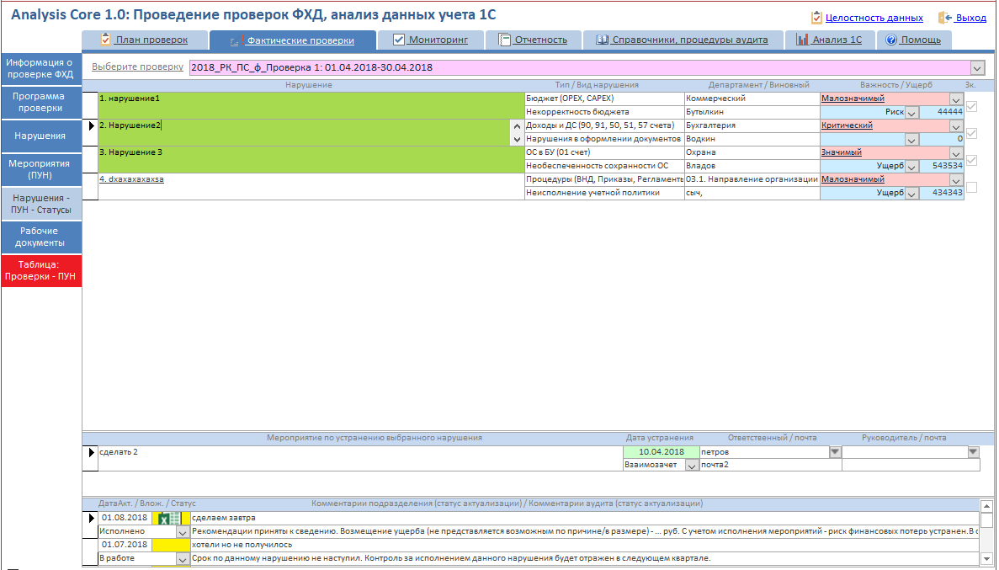 Analysis Core 1.0: Проведение проверок ФХД, анализ данных учета 1С
Целостность данных
Выход
План проверок
Фактические проверки
Мониторинг
Отчетность
Справочники, процедуры аудита
Анализ 1С
Помощь
Информация о
проверке ФХД
Программа
проверки
Нарушения
Мероприятия
(ПУН)
Нарушения -
ПУН - Статусы
Рабочие
документы
Таблица:
Проверки - ПУН
Выберите проверку 2018_РК_ПС_ф_Проверка 1: 01.04.2018-30.04.2018
Нарушение Тип / Вид нарушения Департамент / Виновный Важность / Ущерб Зк.
1. нарушение1 Бюджет (OPEX, CAPEX) Коммерческий Малозначимый
Некорректность бюджета Бутылкин Риск 44444
2. Нарушение2 Доходы и ДС (90, 91, 50, 51, 57 счета) Бухгалтерия Критический
Нарушения в оформлении документов Водкин 0
3. Нарушение 3 ОС в БУ (01 счет) Охрана Значимый
Необеспеченность сохранности ОС Владов Ущерб 543534
4. dxaxaxaxaxsa Процедуры (ВНД, Приказы, Регламенть 03.1. Направление организации Малозначимый
Неисполнение учетной политики сыч, Ущерб 434343
Мероприятие по устранению выбранного нарушения Дата устранения Ответственный / почта Руководитель / почта
сделать 2 10.04.2018 петров
Взаимозачет почта2
ДатаАкт. / Влож. / Статус Комментарии подразделения (статус актуализации) / Комментарии аудита (статус актуализации)
01.08.2018 сделаем завтра
Исполнено Рекомендации приняты к сведению. Возмещение ущерба (не представляется возможным по причине/в размере) - ... руб. С учетом исполнения мероприятий - риск финансовых потерь устранен.В с
01.07.2018 хотели но не получилось
В работе Срок по данному нарушению не наступил. Контроль за исполнением данного нарушения будет отражен в следующем квартале.